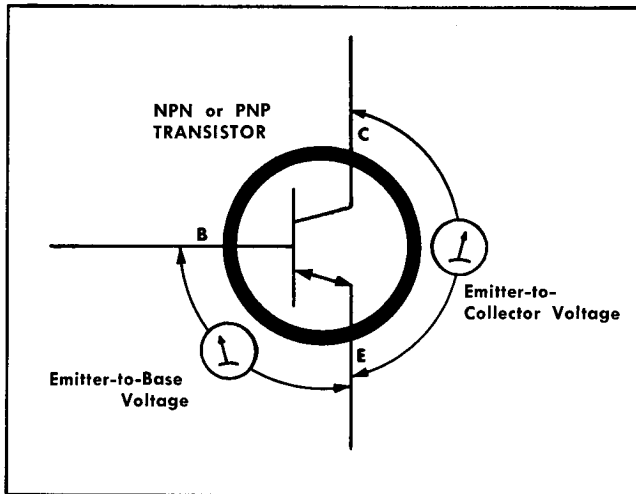 NPN or PNP
TRANSISTOR
C
B
Emitter-to-
Collector Voltage
E
Emitter-to-Base
Voltage